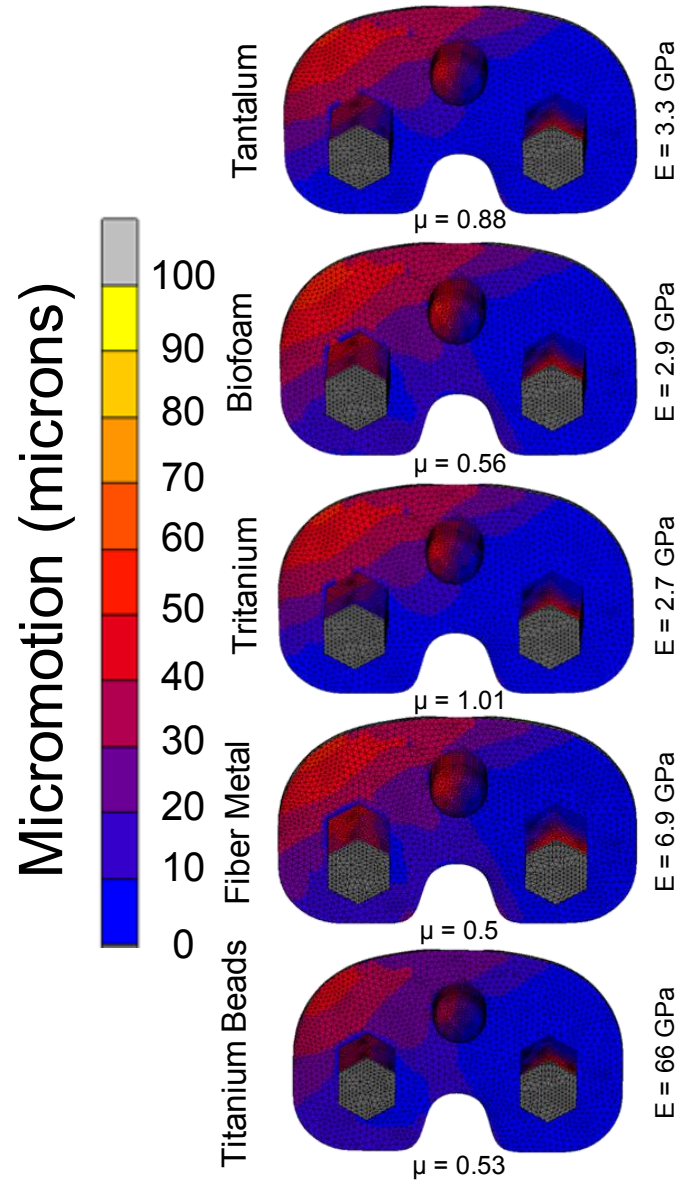 Micromotion (microns)
100
90
80
70
60
50
40
30
20
10
0
Tantalum
E = 3.3 GPa
μ = 0.88
Biofoam
E = 2.9 GPa
μ = 0.56
Tritanium
E = 2.7 GPa
μ = 1.01
Fiber Metal
E = 6.9 GPa
μ = 0.5
Titanium Beads
E = 66 GPa
μ = 0.53